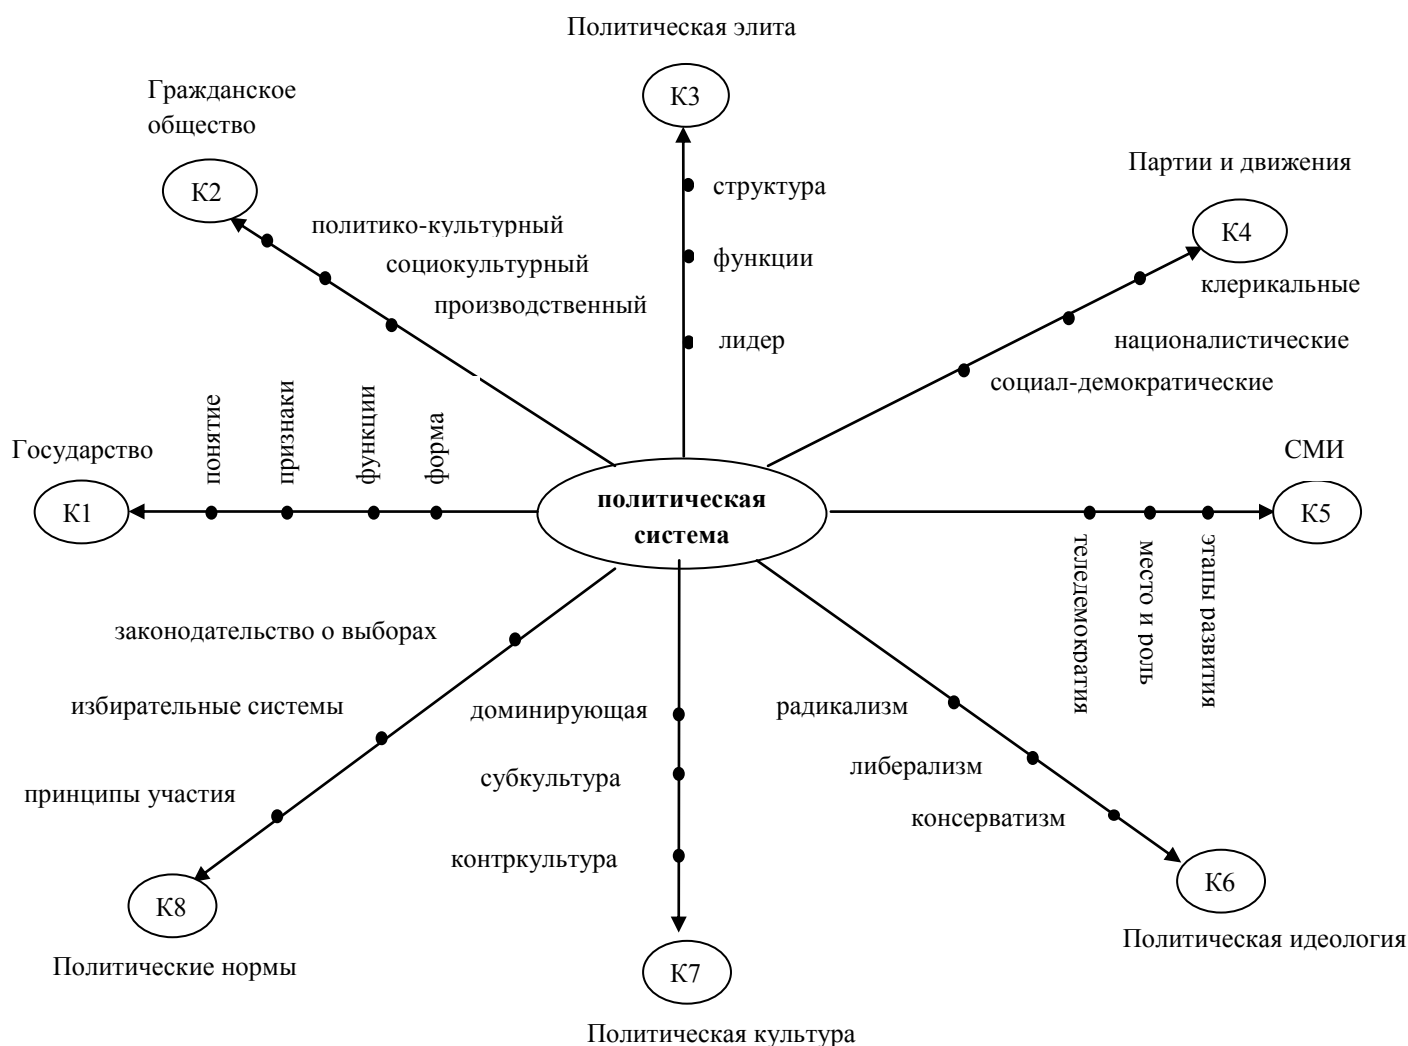 Политическая элита
К3
Гражданское
общество
К2
Партии и движения
К4
структура
политико-культурный
функции
социокультурный
клерикальные
производственный
лидер
националистические
социал-демократические
Государство
понятие
признаки
функции
форма
СМИ
К1
политическая
система
К5
теледемократия
место и роль
этапы развития
законодательство о выборах
избирательные системы
доминирующая
радикализм
субкультура
либерализм
принципы участия
консерватизм
контркультура
К6
К8
Политическая идеология
Политические нормы
К7
Политическая культура